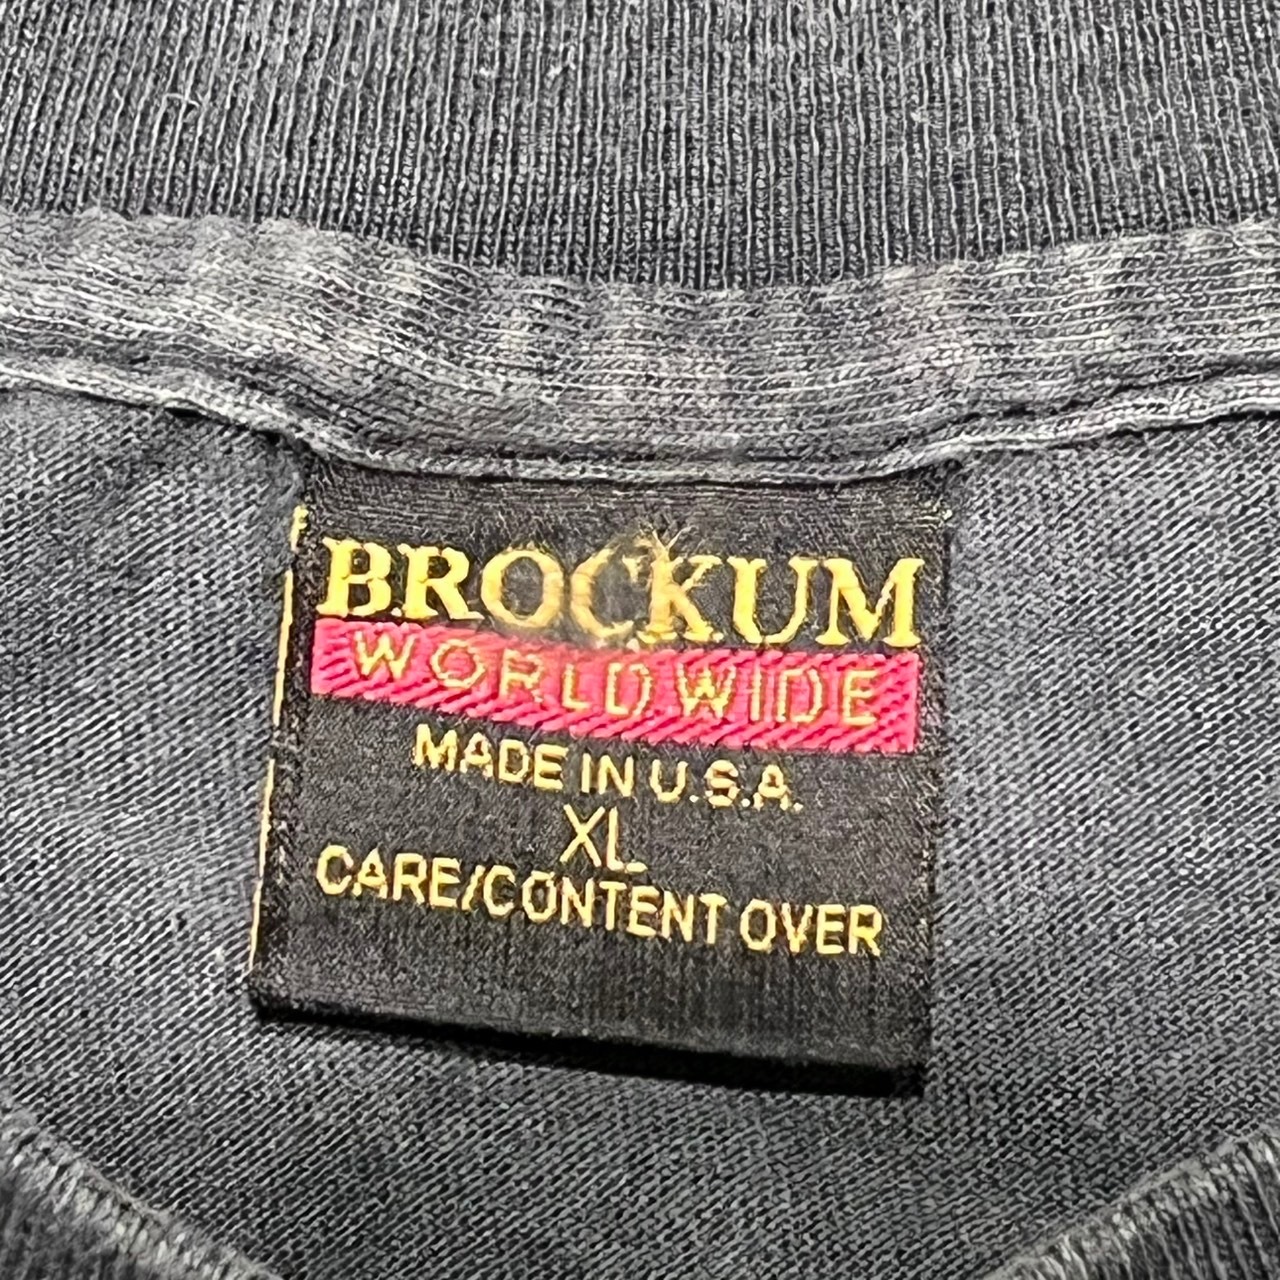 BROCKUM
WORLDWIDE
MADE IN U.S.A.
XL
CARE/CONTENT OVER